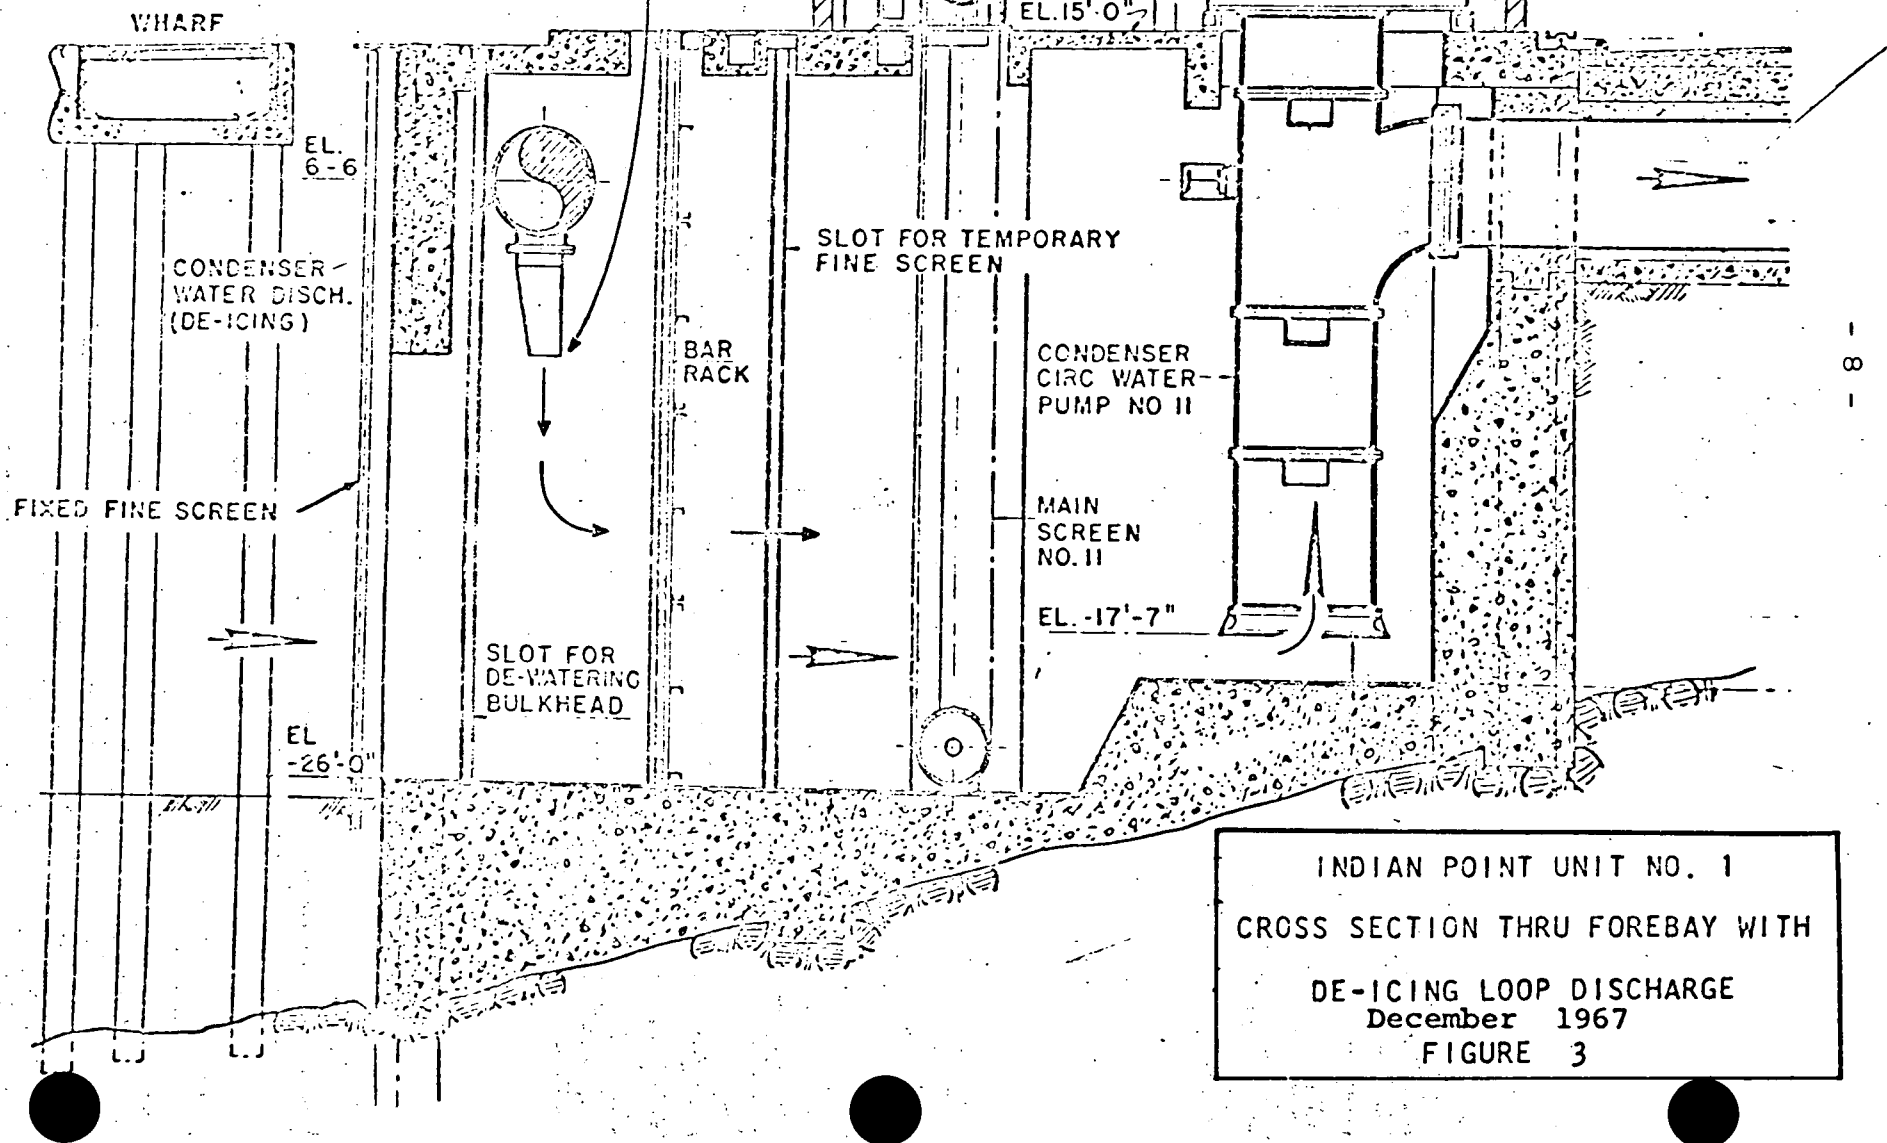 WHARF
EL.15'-0"
EL.
6-6
CONDENSER
WATER DISCH.
(DE-ICING)
SLOT FOR TEMPORARY
FINE SCREEN
BAR
RACK
CONDENSER
CIRC WATER
PUMP NO 11
FIXED FINE SCREEN
MAIN
SCREEN
NO.11
EL.-17'-7"
SLOT FOR
DE-WATERING
BULKHEAD
EL
-26'-0"
- 8 -
INDIAN POINT UNIT NO. 1
CROSS SECTION THRU FOREBAY WITH
DE-ICING LOOP DISCHARGE
December 1967
FIGURE 3